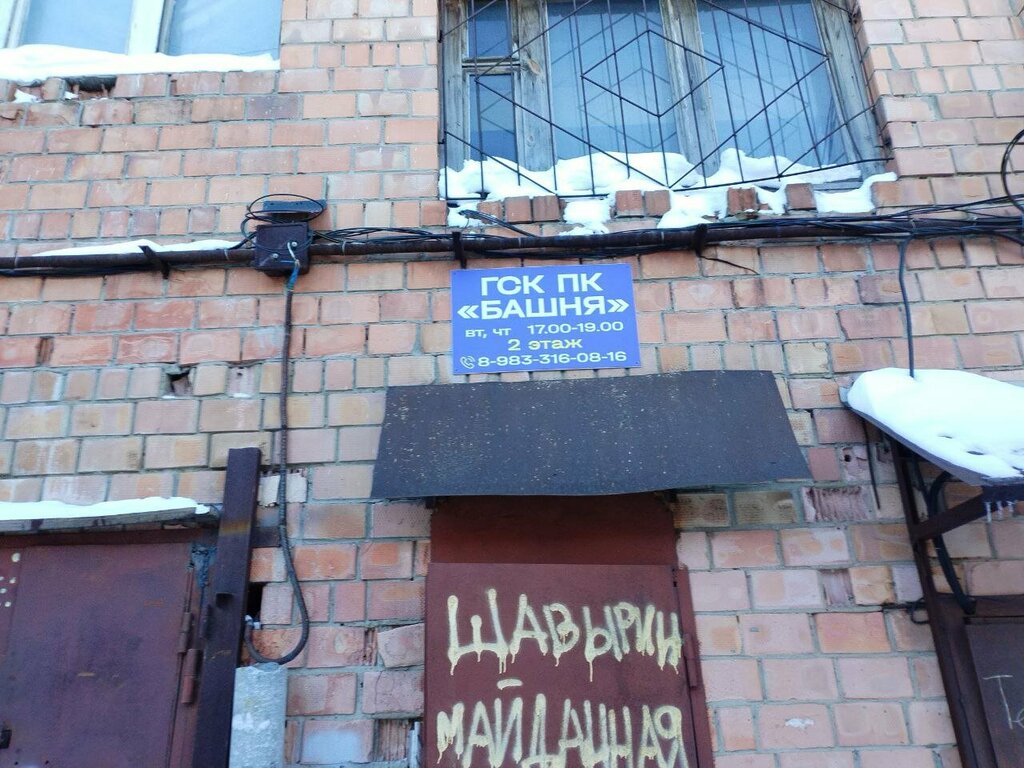 ГСК ПК
«БАШНЯ»
вт, чт 17.00-19.00
2 этаж
8-983-316-08-16
ШАВЫРИН
МАЙДАННАЯ